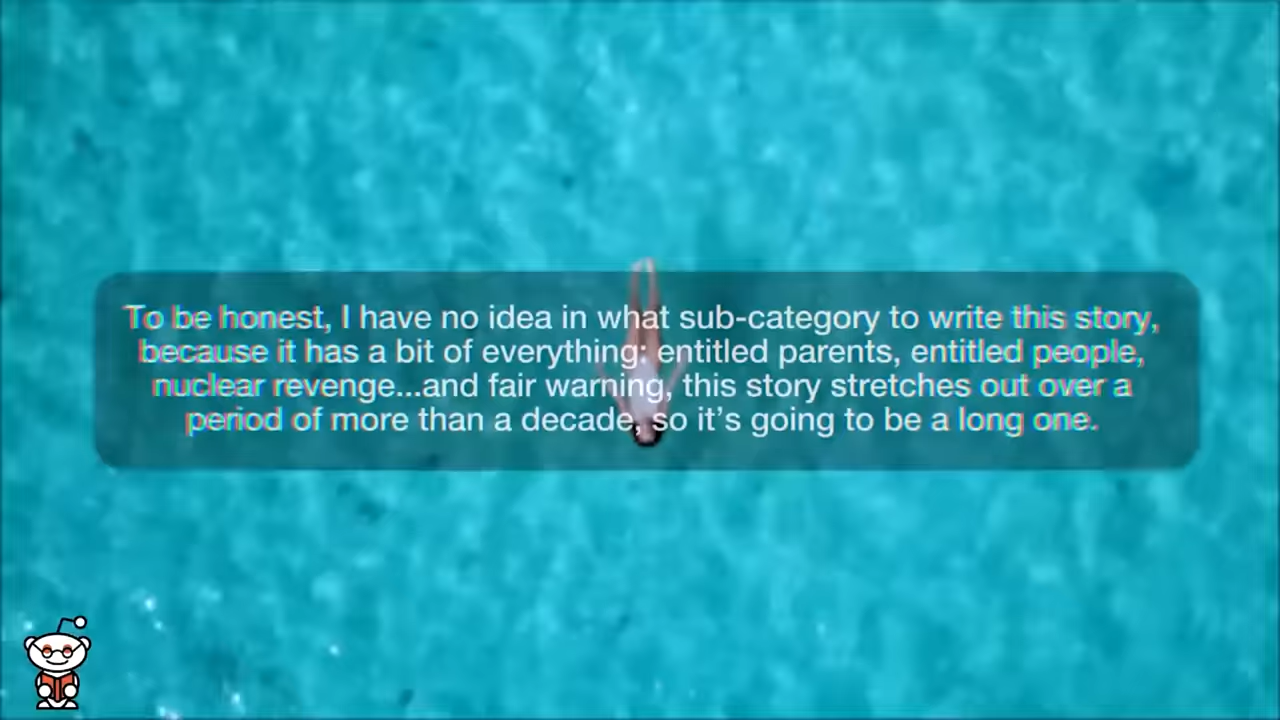 To be honest, I have no idea in what sub-category to write this story,
because it has a bit of everything: entitled parents, entitled people,
nuclear revenge...and fair warning, this story stretches out over a
period of more than a decade, so it’s going to be a long one.